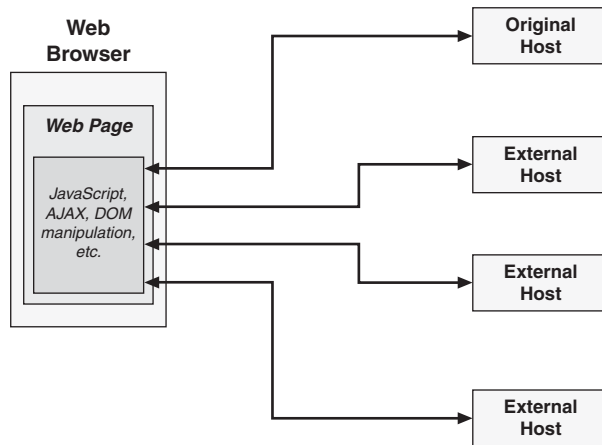 Web
Browser
Web Page
JavaScript,
AJAX, DOM
manipulation,
etc.
Original
Host
External
Host
External
Host
External
Host